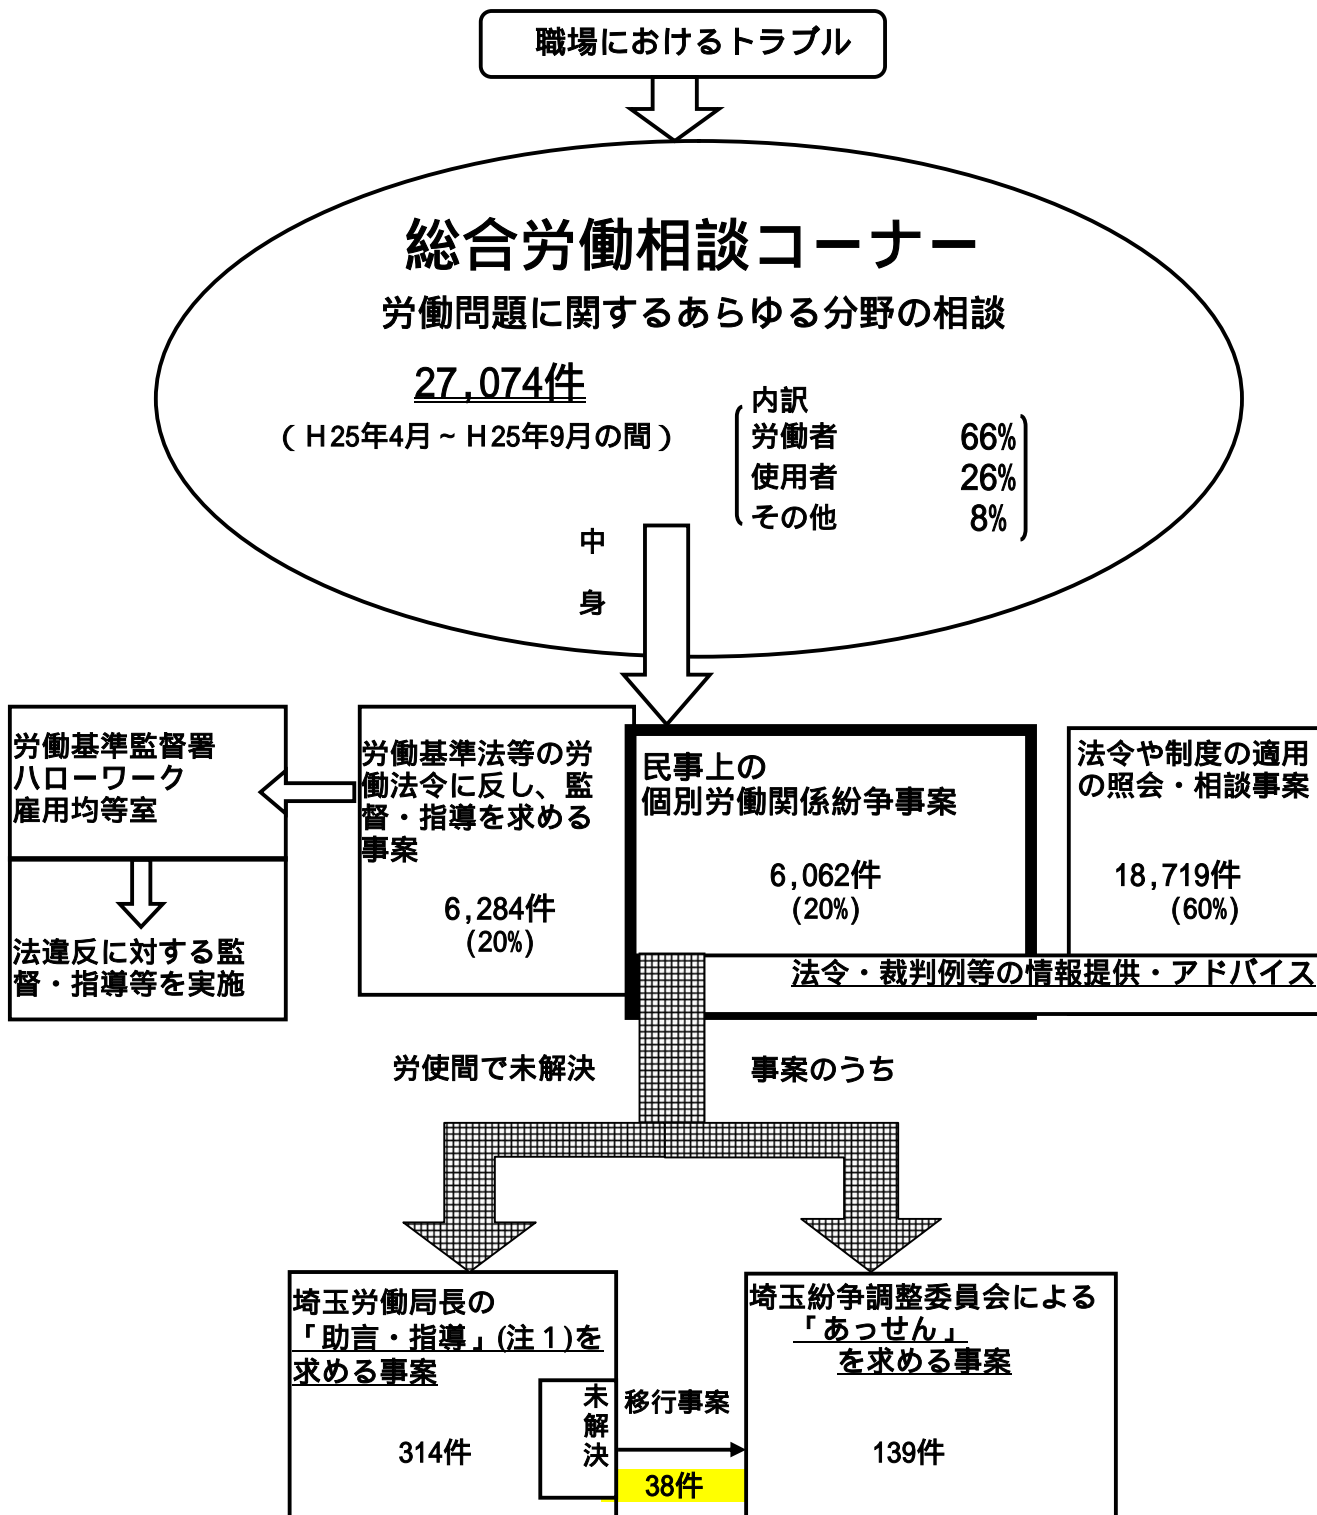 職場におけるトラブル
総合労働相談コーナー
労働問題に関するあらゆる分野の相談
27,074件
(H25年4月~H25年9月の間)
内訳
労働者 66%
使用者 26%
その他 8%
中
身
労働基準監督署
ハローワーク
雇用均等室
法違反に対する監
督・指導等を実施
労働基準法等の労
働法令に反し、監
督・指導を求める
事案
6,284件
(20%)
民事上の
個別労働関係紛争事案
6,062件
(20%)
法令や制度の適用
の照会・相談事案
18,719件
(60%)
法令・裁判例等の情報提供・アドバイス
労使間で未解決 事案のうち
埼玉労働局長の
「助言・指導」(注1)を
求める事案
314件
未
解
決
移行事案
38件
埼玉紛争調整委員会による
「あっせん」
を求める事案
139件